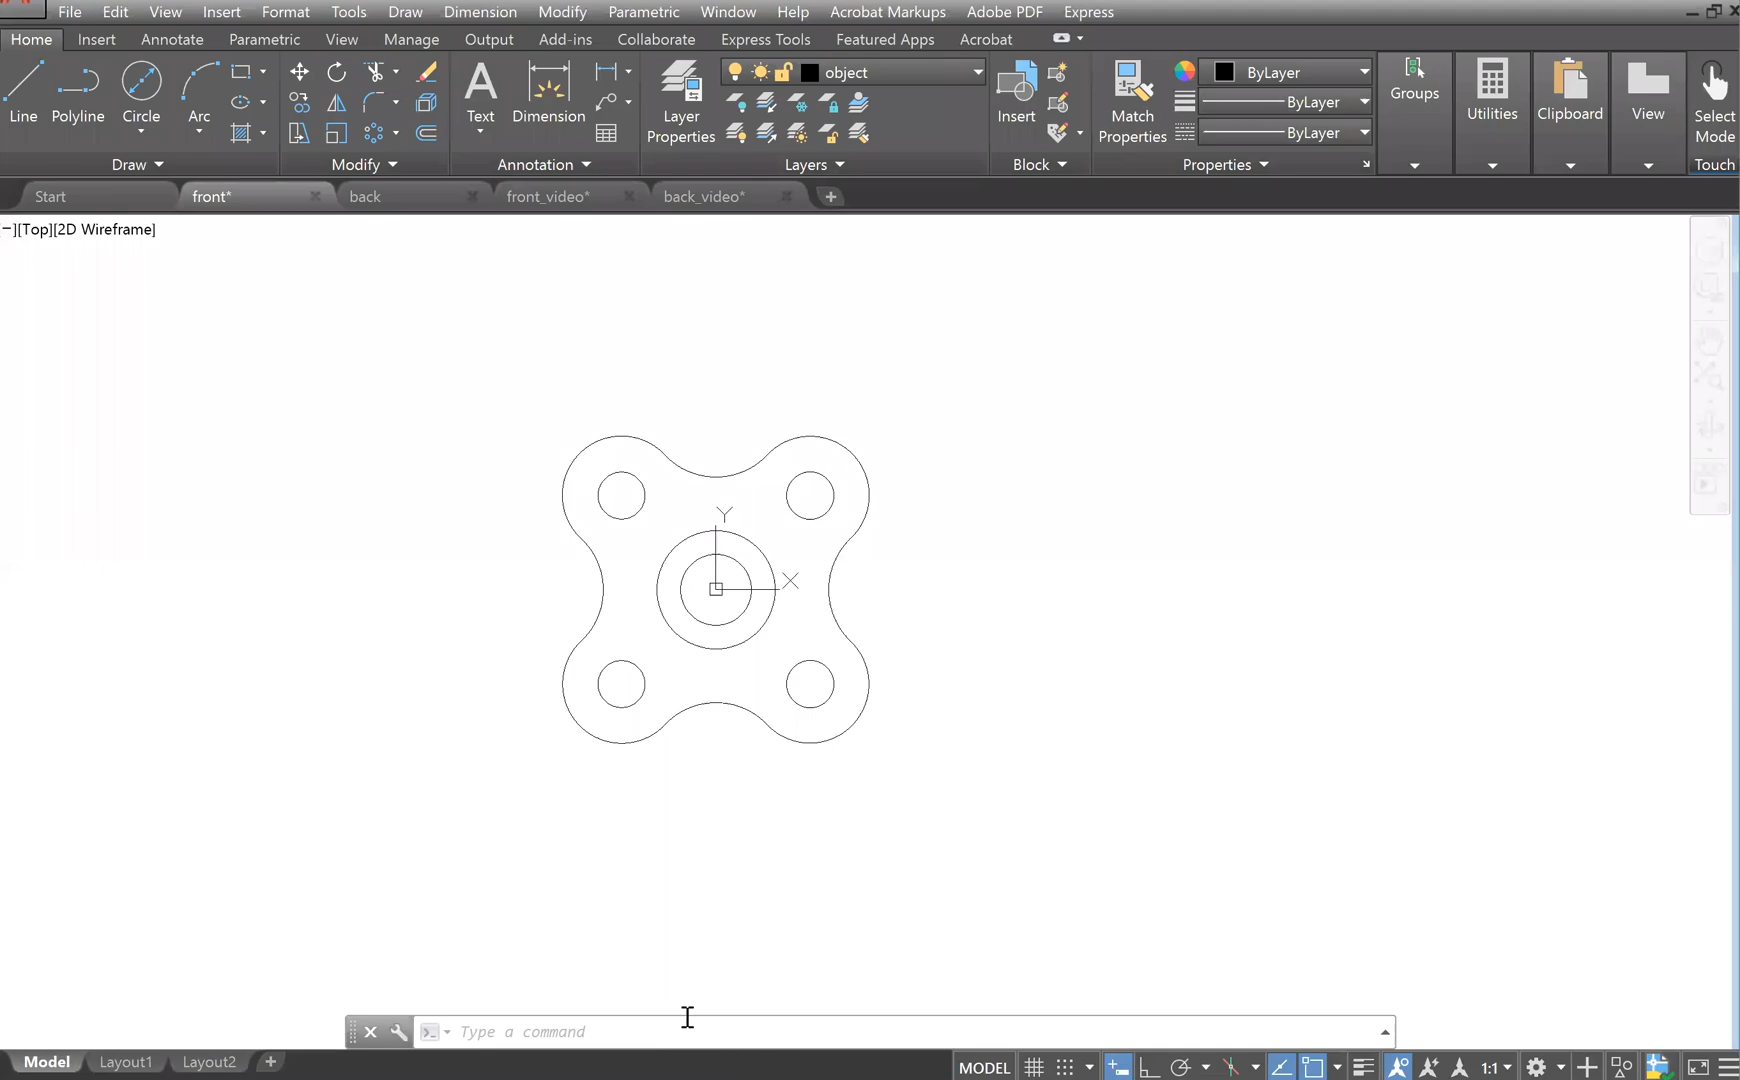 File Edit View Insert Format Tools Draw Dimension Modify Parametric Window Help Acrobat Markups Adobe PDF Express
Home Insert Annotate Parametric View Manage Output Add-ins Collaborate Express Tools Featured Apps Acrobat
object
ByLayer
ByLayer
ByLayer
Line Polyline Circle Arc
Text Dimension
Layer Properties
Insert
Match Properties
Groups Utilities Clipboard View
Select Mode
Draw Modify Annotation Layers Block Properties Touch
Start front* back front_video* back_video*
−][Top][2D Wireframe]
Y
X
Type a command
Model Layout1 Layout2
MODEL 1:1